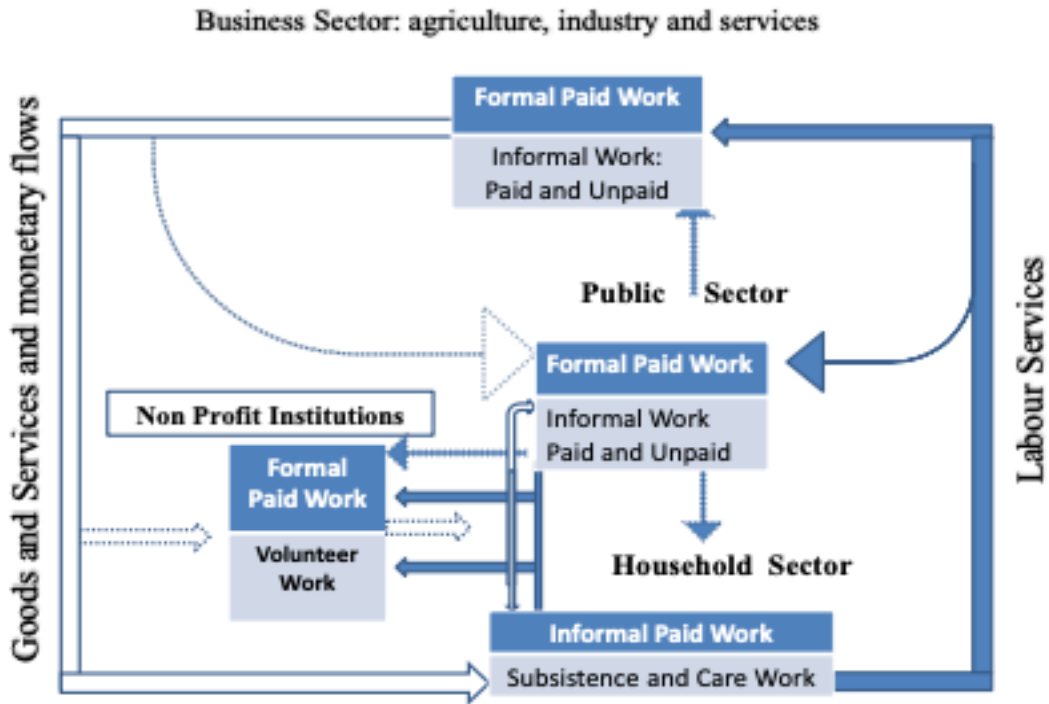 Business Sector: agriculture, industry and services
Goods and Services and monetary flows
Formal Paid Work
Informal Work:
Paid and Unpaid
Labour Services
Public Sector
Formal Paid Work
Informal Work
Paid and Unpaid
Non Profit Institutions
Formal
Paid Work
Volunteer
Work
Household Sector
Informal Paid Work
Subsistence and Care Work